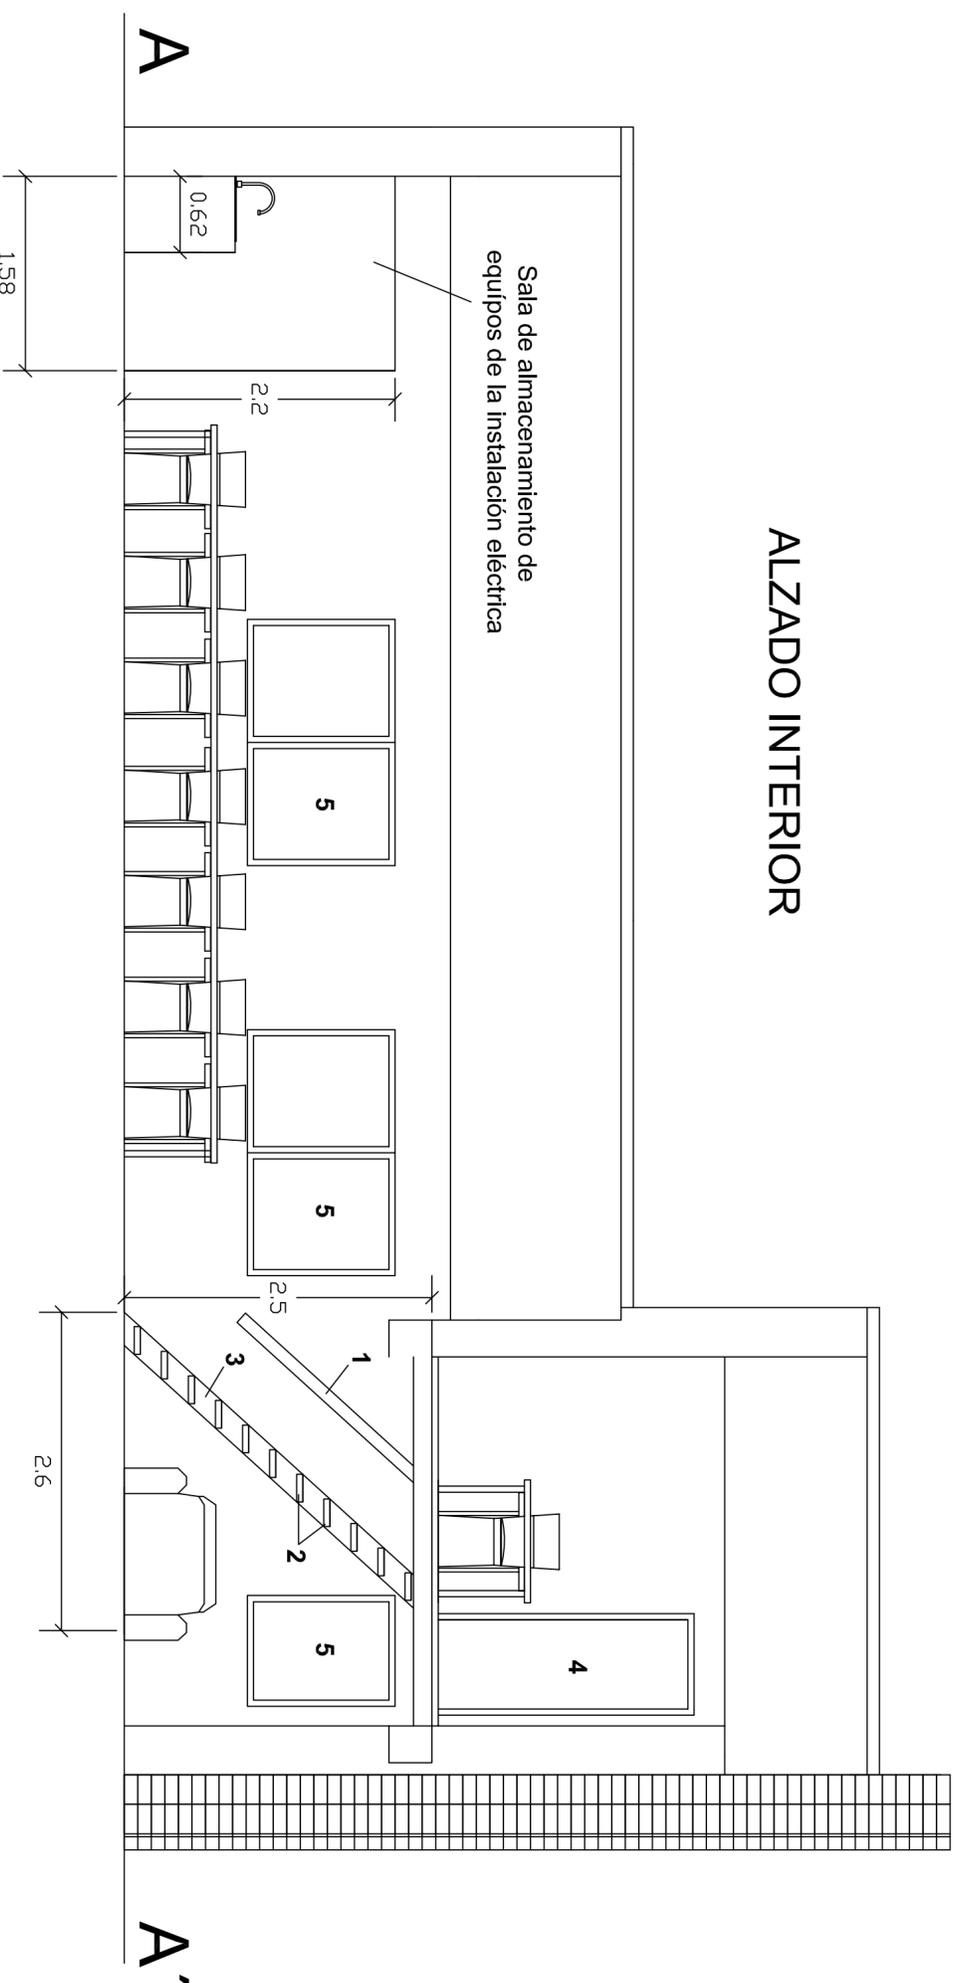 ALZADO INTERIOR
Sala de almacenamiento de
equípos de la instalación eléctrica
A
A'
0,62
1,58
2,2
2,5
2,6
1
2
3
4
5
5
5